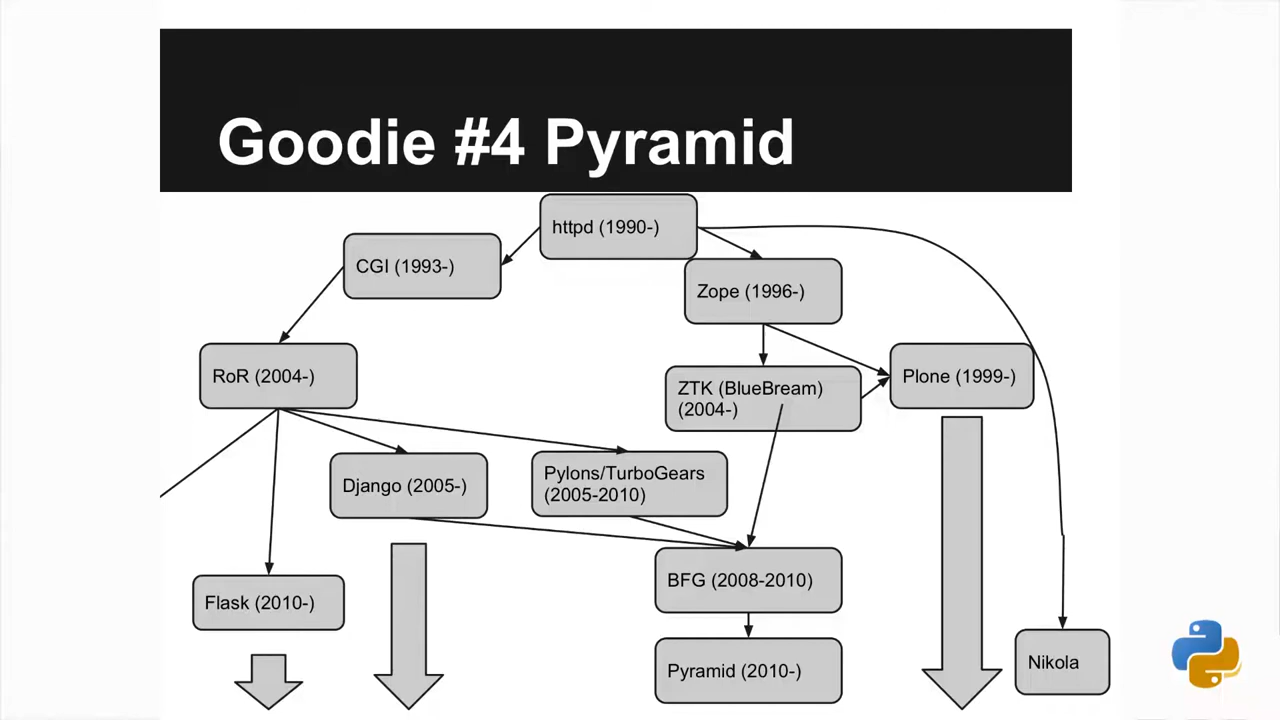 Goodie #4 Pyramid
httpd (1990-)
CGI (1993-)
Zope (1996-)
RoR (2004-)
ZTK (BlueBream)
(2004-)
Plone (1999-)
Django (2005-)
Pylons/TurboGears
(2005-2010)
BFG (2008-2010)
Flask (2010-)
Pyramid (2010-)
Nikola